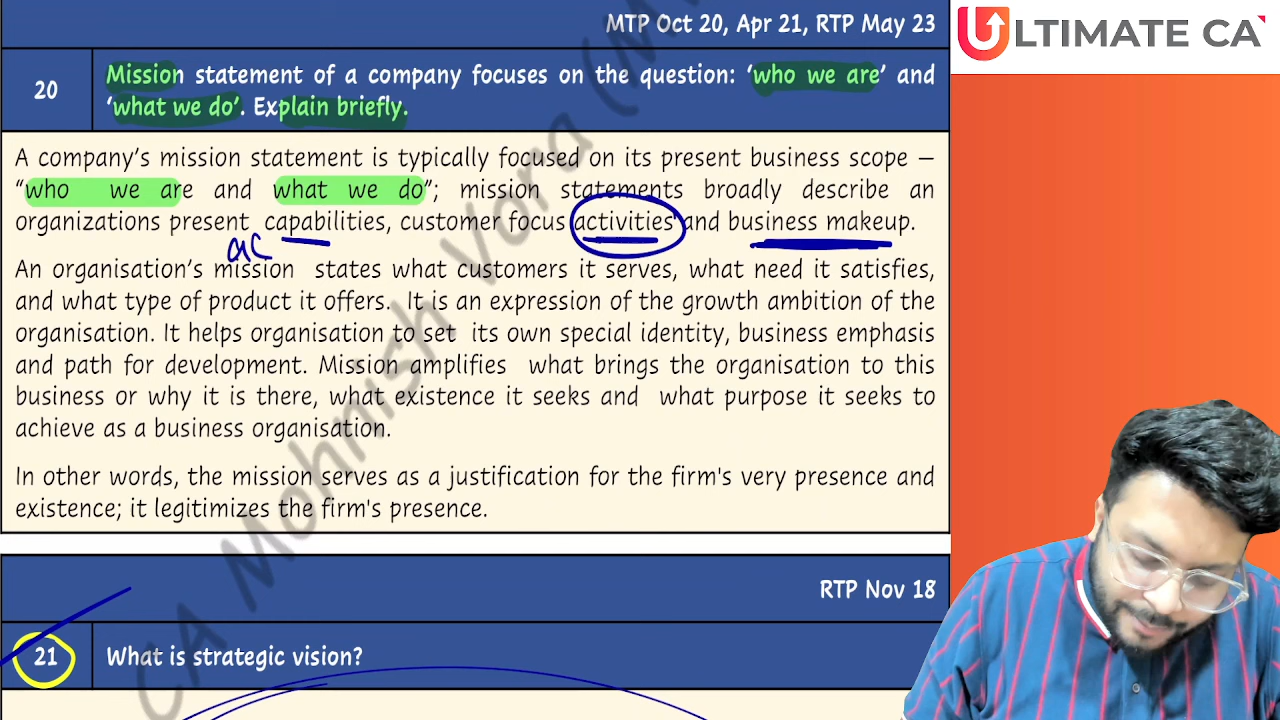 MTP Oct 20, Apr 21, RTP May 23
ULTIMATE CA
20
Mission statement of a company focuses on the question: ‘who we are’ and
‘what we do’. Explain briefly.
A company’s mission statement is typically focused on its present business scope –
“who we are and what we do”; mission statements broadly describe an
organizations present capabilities, customer focus activities and business makeup.
ac
An organisation’s mission states what customers it serves, what need it satisfies,
and what type of product it offers. It is an expression of the growth ambition of the
organisation. It helps organisation to set its own special identity, business emphasis
and path for development. Mission amplifies what brings the organisation to this
business or why it is there, what existence it seeks and what purpose it seeks to
achieve as a business organisation.
In other words, the mission serves as a justification for the firm's very presence and
existence; it legitimizes the firm's presence.
CA Mohnish Vora (M
RTP Nov 18
21
What is strategic vision?